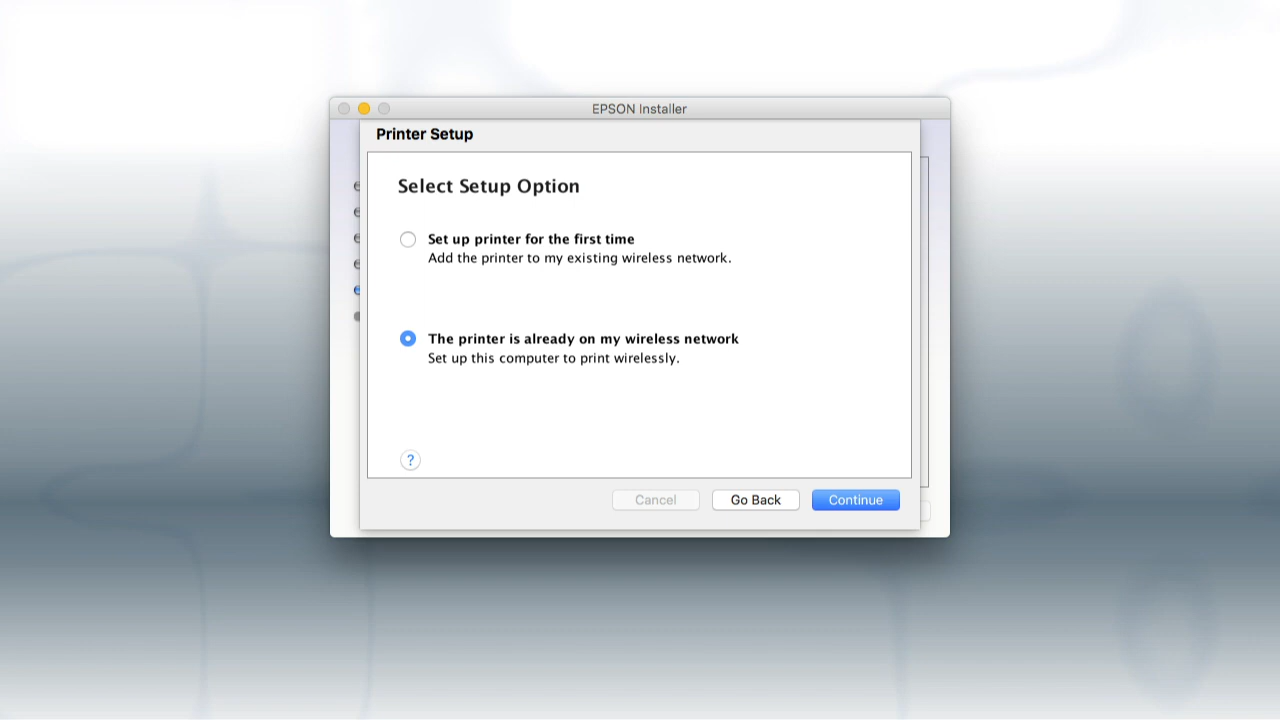 EPSON Installer
Printer Setup
Select Setup Option
Set up printer for the first time
Add the printer to my existing wireless network.
The printer is already on my wireless network
Set up this computer to print wirelessly.
?
Cancel
Go Back
Continue